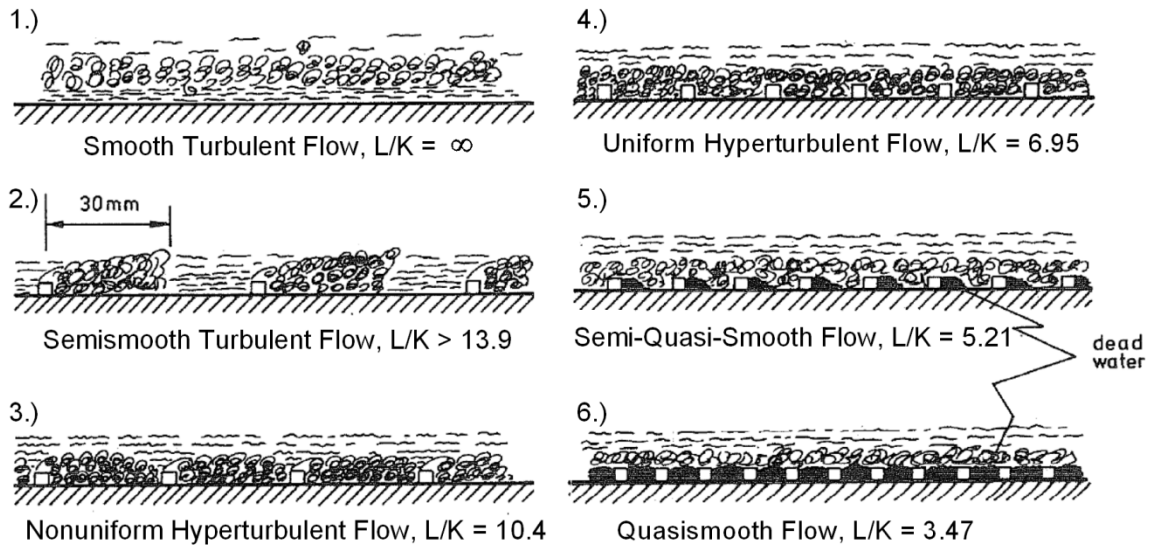 1.)
Smooth Turbulent Flow, L/K = ∞
2.)
30mm
Semismooth Turbulent Flow, L/K > 13.9
3.)
Nonuniform Hyperturbulent Flow, L/K = 10.4
4.)
Uniform Hyperturbulent Flow, L/K = 6.95
5.)
Semi-Quasi-Smooth Flow, L/K = 5.21
dead
water
6.)
Quasismooth Flow, L/K = 3.47